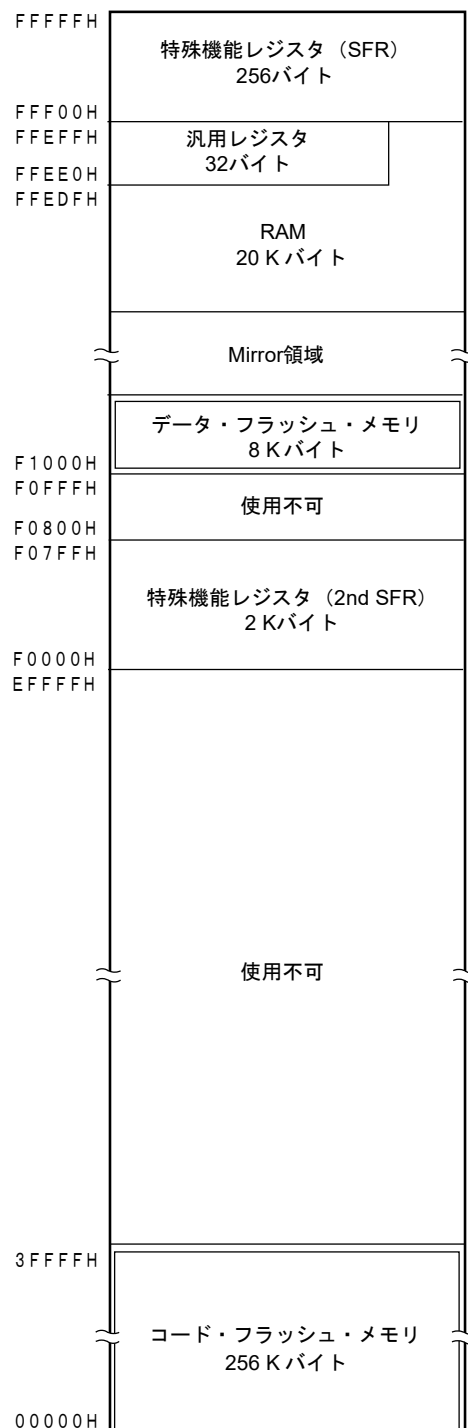 FFFFFH
特殊機能レジスタ（SFR）
256バイト
FFF00H
FFEFFH
汎用レジスタ
32バイト
FFEE0H
FFEDFH
RAM
20 K バイト
Mirror領域
データ・フラッシュ・メモリ
8 K バイト
F1000H
F0FFFH
使用不可
F0800H
F07FFH
特殊機能レジスタ（2nd SFR）
2 Kバイト
F0000H
EFFFFH
使用不可
3FFFFH
コード・フラッシュ・メモリ
256 K バイト
00000H